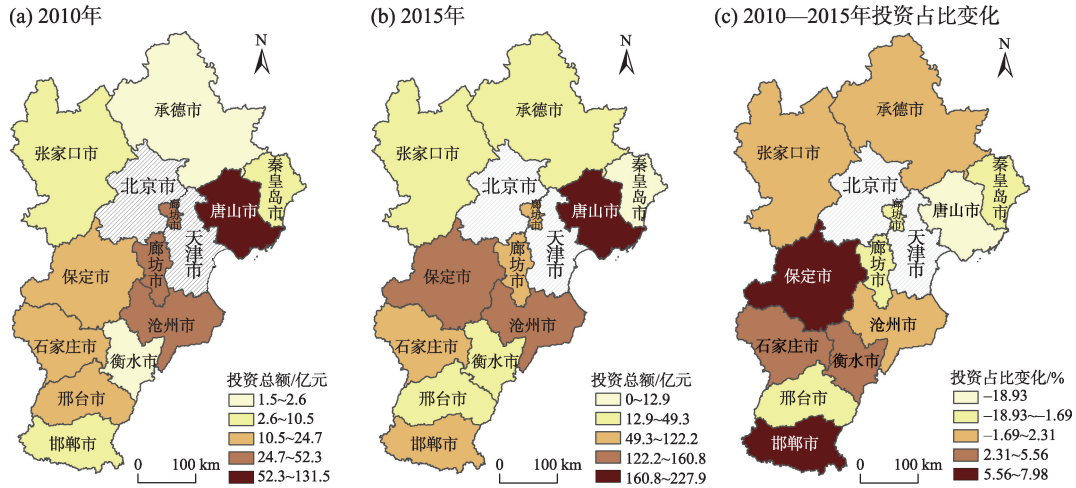 (a) 2010年
N
承德市
张家口市
秦皇岛市
北京市
唐山市
廊坊市
天津市
廊坊市
保定市
沧州市
石家庄市
衡水市
邢台市
邯郸市
投资总额/亿元
1.5~2.6
2.6~10.5
10.5~24.7
24.7~52.3
52.3~131.5
0 100 km
(b) 2015年
N
承德市
张家口市
秦皇岛市
北京市
唐山市
廊坊市
天津市
廊坊市
保定市
沧州市
石家庄市
衡水市
邢台市
邯郸市
投资总额/亿元
0~12.9
12.9~49.3
49.3~122.2
122.2~160.8
160.8~227.9
0 100 km
(c) 2010—2015年投资占比变化
N
承德市
张家口市
秦皇岛市
北京市
唐山市
廊坊市
天津市
廊坊市
保定市
沧州市
石家庄市
衡水市
邢台市
邯郸市
投资占比变化/%
–18.93
–18.93~–1.69
–1.69~2.31
2.31~5.56
5.56~7.98
0 100 km